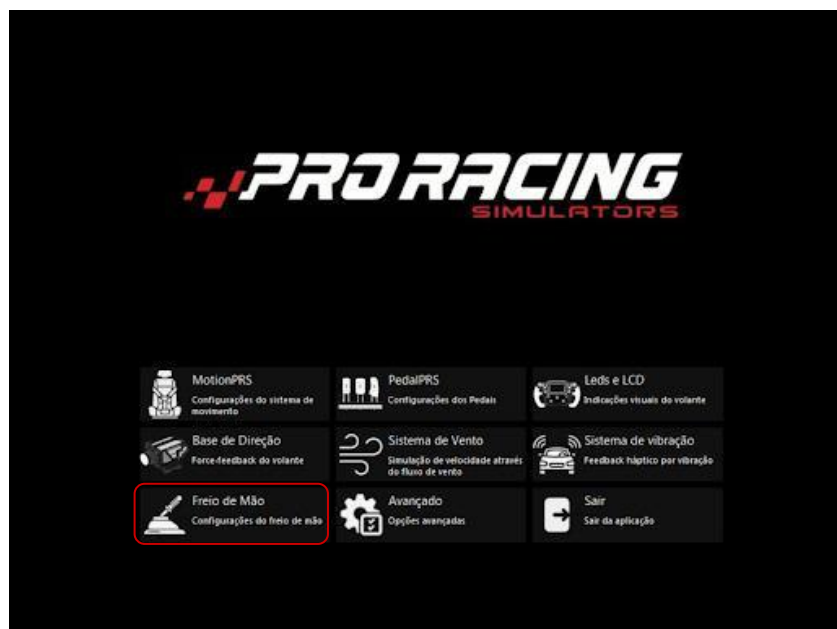 PRO RACING
SIMULATORS
MotionPRS
Configurações do sistema de
movimento
PedalPRS
Configurações dos Pedais
Leds e LCD
Indicações visuais do volante
Base de Direção
Force-feedback do volante
Sistema de Vento
Simulação de velocidade através
do fluxo de vento
Sistema de vibração
Feedback háptico por vibração
Freio de Mão
Configurações do freio de mão
Avançado
Opções avançadas
Sair
Sair da aplicação